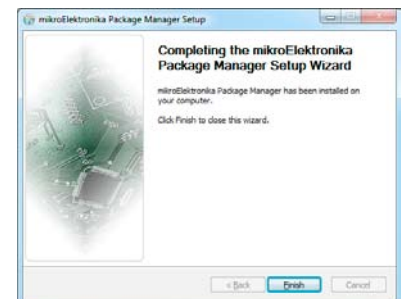 mikroElektronika Package Manager Setup
Completing the mikroElektronika
Package Manager Setup Wizard
mikroElektronika Package Manager has been installed on
your computer.
Click Finish to close this wizard.
< Back
Finish
Cancel